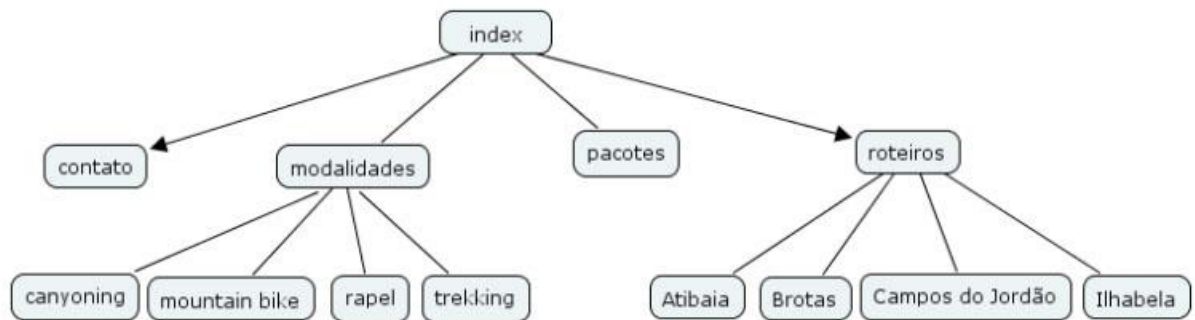 index
contato
modalidades
pacotes
roteiros
canyoning
mountain bike
rapel
trekking
Atibaia
Brotas
Campos do Jordão
Ilhabela